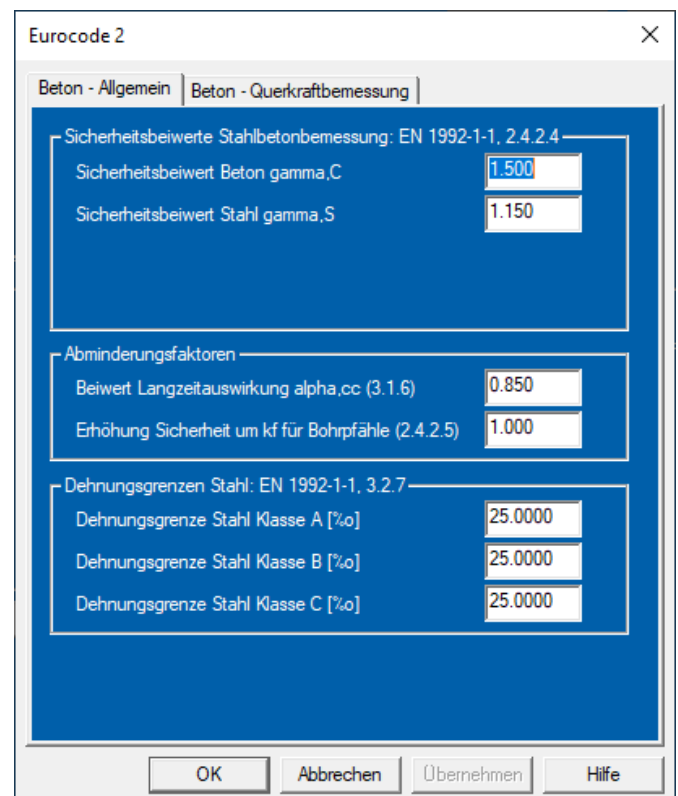 Eurocode 2
Beton - Allgemein
Beton - Querkraftbemessung
Sicherheitsbeiwerte Stahlbetonbemessung: EN 1992-1-1, 2.4.2.4
Sicherheitsbeiwert Beton gamma,C 1.500
Sicherheitsbeiwert Stahl gamma,S 1.150
Abminderungsfaktoren
Beiwert Langzeitauswirkung alpha,cc (3.1.6) 0.850
Erhöhung Sicherheit um kf für Bohrpfähle (2.4.2.5) 1.000
Dehnungsgrenzen Stahl: EN 1992-1-1, 3.2.7
Dehnungsgrenze Stahl Klasse A [%o] 25.0000
Dehnungsgrenze Stahl Klasse B [%o] 25.0000
Dehnungsgrenze Stahl Klasse C [%o] 25.0000
OK Abbrechen Übernehmen Hilfe